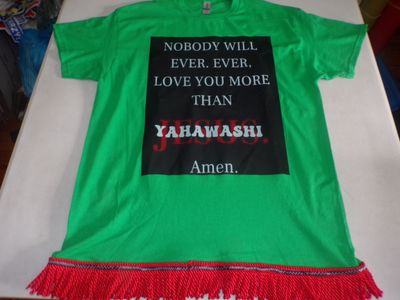 NOBODY WILL
EVER. EVER.
LOVE YOU MORE
THAN
YAHAWASHI
JESUS.
Amen.